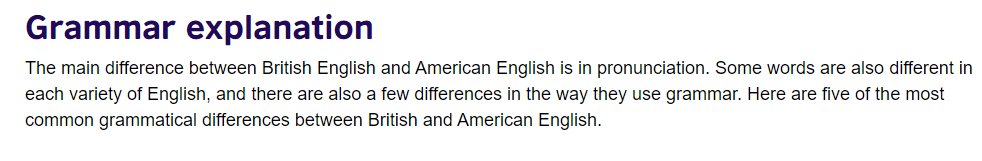 Grammar explanation
The main difference between British English and American English is in pronunciation. Some words are also different in
each variety of English, and there are also a few differences in the way they use grammar. Here are five of the most
common grammatical differences between British and American English.